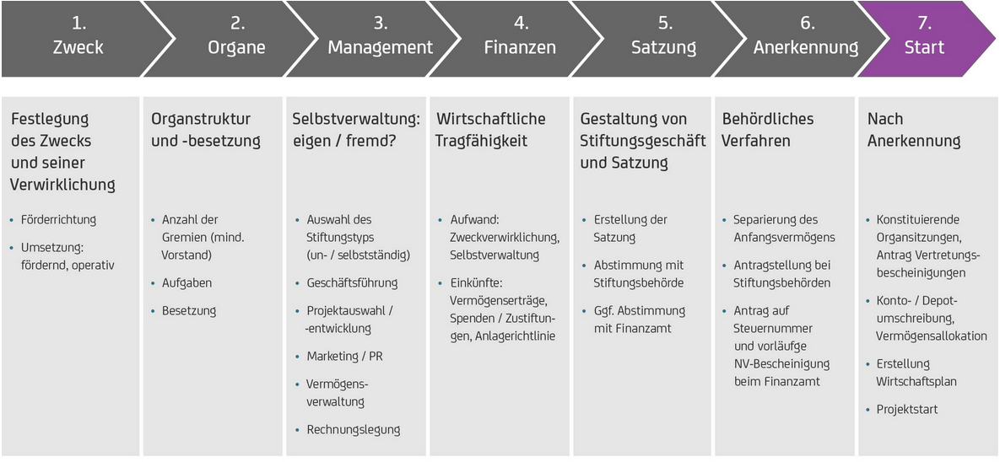 1.
Zweck
2.
Organe
3.
Management
4.
Finanzen
5.
Satzung
6.
Anerkennung
7.
Start
Festlegung
des Zwecks
und seiner
Verwirklichung
• Förderrichtung
• Umsetzung:
fördernd, operativ
Organstruktur
und -besetzung
• Anzahl der
Gremien (mind.
Vorstand)
• Aufgaben
• Besetzung
Selbstverwaltung:
eigen / fremd?
• Auswahl des
Stiftungstyps
(un- / selbstständig)
• Geschäftsführung
• Projektauswahl /
-entwicklung
• Marketing / PR
• Vermögens-
verwaltung
• Rechnungslegung
Wirtschaftliche
Tragfähigkeit
• Aufwand:
Zweckverwirklichung,
Selbstverwaltung
• Einkünfte:
Vermögenserträge,
Spenden / Zustiftun-
gen, Anlagerichtlinie
Gestaltung von
Stiftungsgeschäft
und Satzung
• Erstellung der
Satzung
• Abstimmung mit
Stiftungsbehörde
• Ggf. Abstimmung
mit Finanzamt
Behördliches
Verfahren
• Separierung des
Anfangsvermögens
• Antragstellung bei
Stiftungsbehörden
• Antrag auf
Steuernummer
und vorläufge
NV-Bescheinigung
beim Finanzamt
Nach
Anerkennung
• Konstituierende
Organsitzungen,
Antrag Vertretungs-
bescheinigungen
• Konto- / Depot-
umschreibung,
Vermögensallokation
• Erstellung
Wirtschaftsplan
• Projektstart